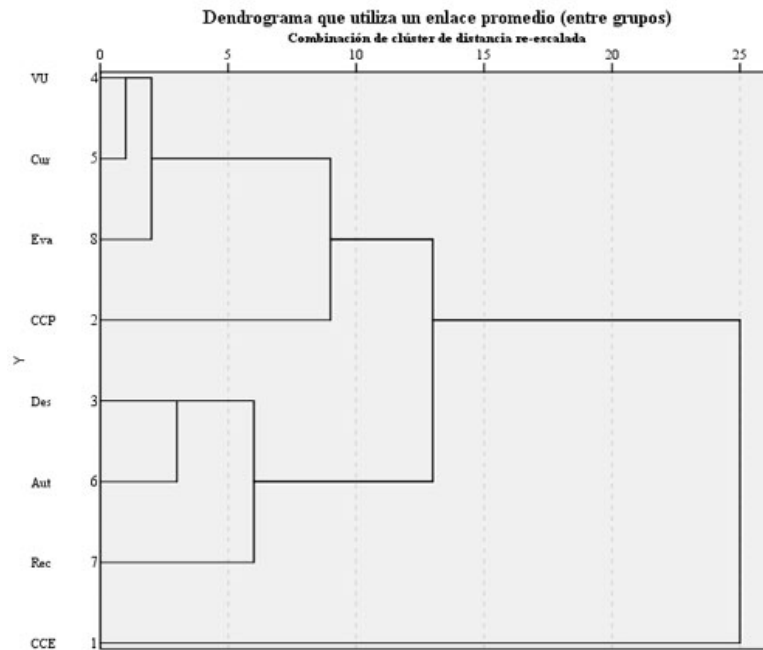 Dendrograma que utiliza un enlace promedio (entre grupos)
Combinación de clúster de distancia re-escalada
0 5 10 15 20 25
VU 4
Cur 5
Eva 8
CCP 2
Y
Des 3
Aut 6
Rec 7
CCE 1